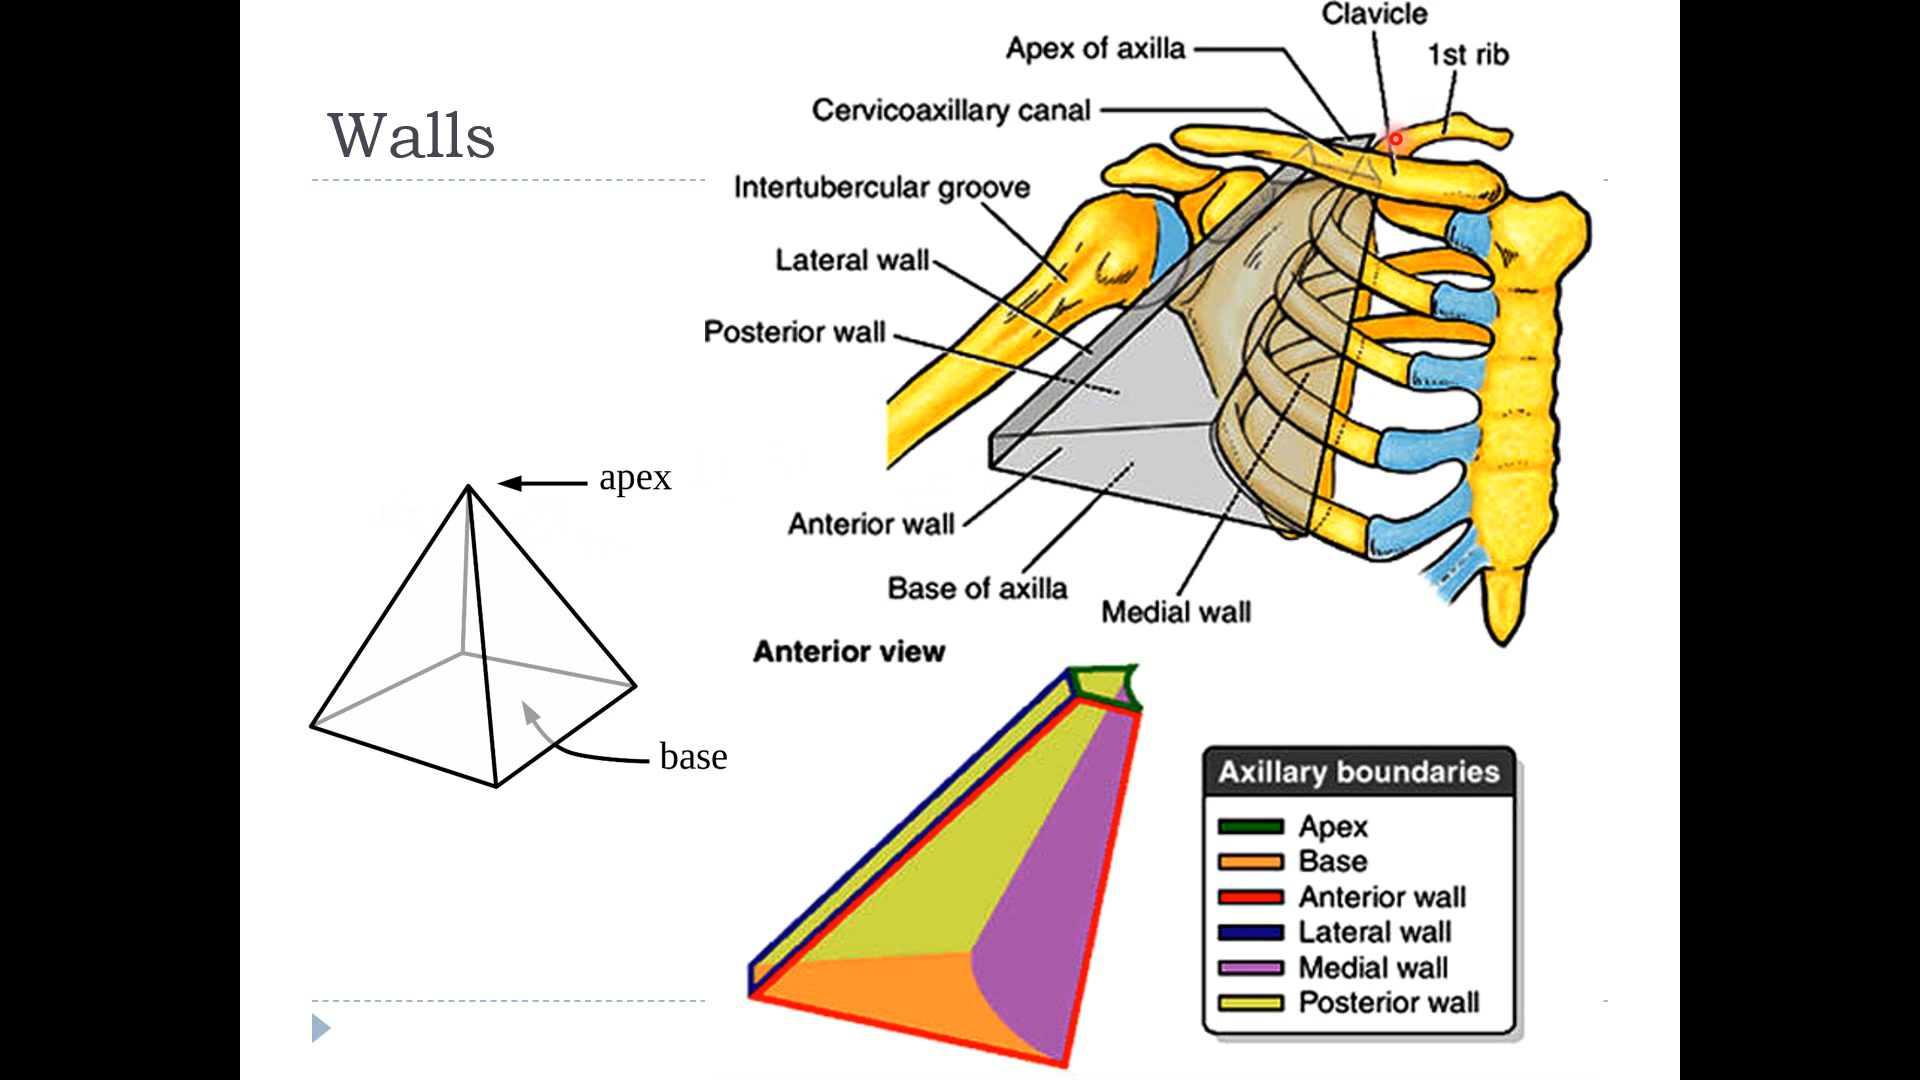 Walls
Clavicle
Apex of axilla
1st rib
Cervicoaxillary canal
Intertubercular groove
Lateral wall
Posterior wall
Anterior wall
Base of axilla
Medial wall
Anterior view
apex
base
Axillary boundaries
Apex
Base
Anterior wall
Lateral wall
Medial wall
Posterior wall